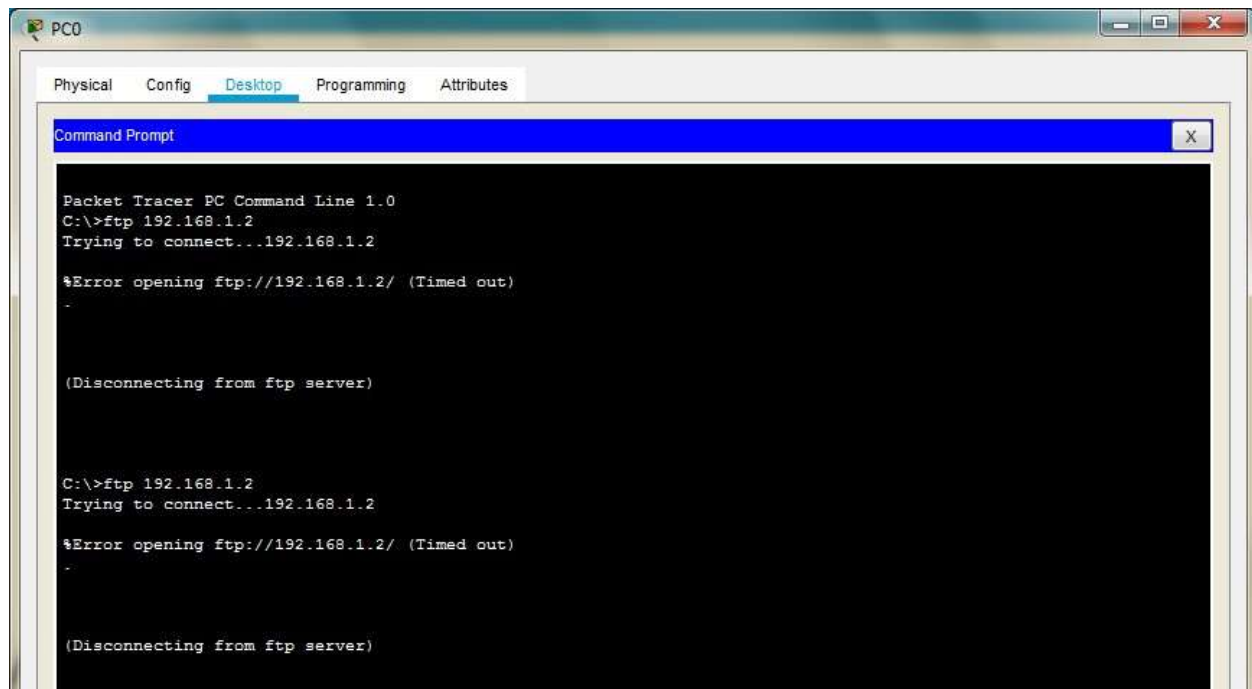 PC0
Physical Config Desktop Programming Attributes
Command Prompt
X
Packet Tracer PC Command Line 1.0
C:\>ftp 192.168.1.2
Trying to connect...192.168.1.2
%Error opening ftp://192.168.1.2/ (Timed out)
.
(Disconnecting from ftp server)
C:\>ftp 192.168.1.2
Trying to connect...192.168.1.2
%Error opening ftp://192.168.1.2/ (Timed out)
.
(Disconnecting from ftp server)